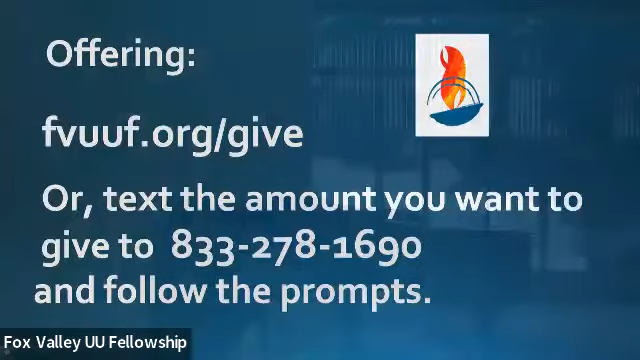 Offering:
fvuuf.org/give
Or, text the amount you want to
give to 833-278-1690
and follow the prompts.
Fox Valley UU Fellowship